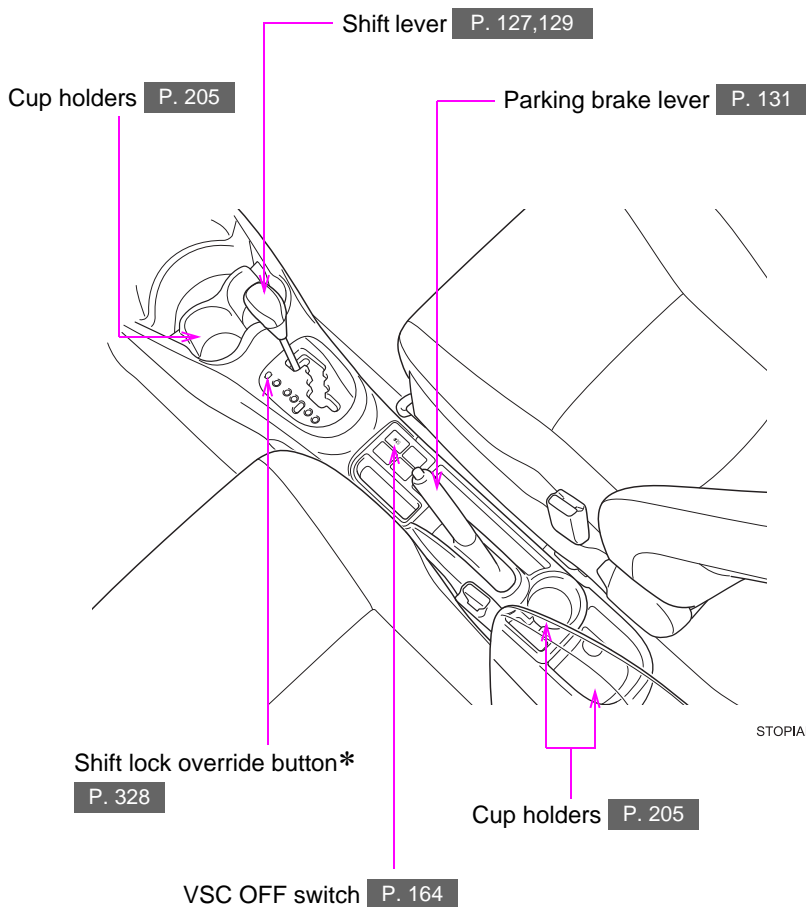 Shift lever P. 127,129
Cup holders P. 205
Parking brake lever P. 131
STOPIA
Shift lock override button*
P. 328
Cup holders P. 205
VSC OFF switch P. 164